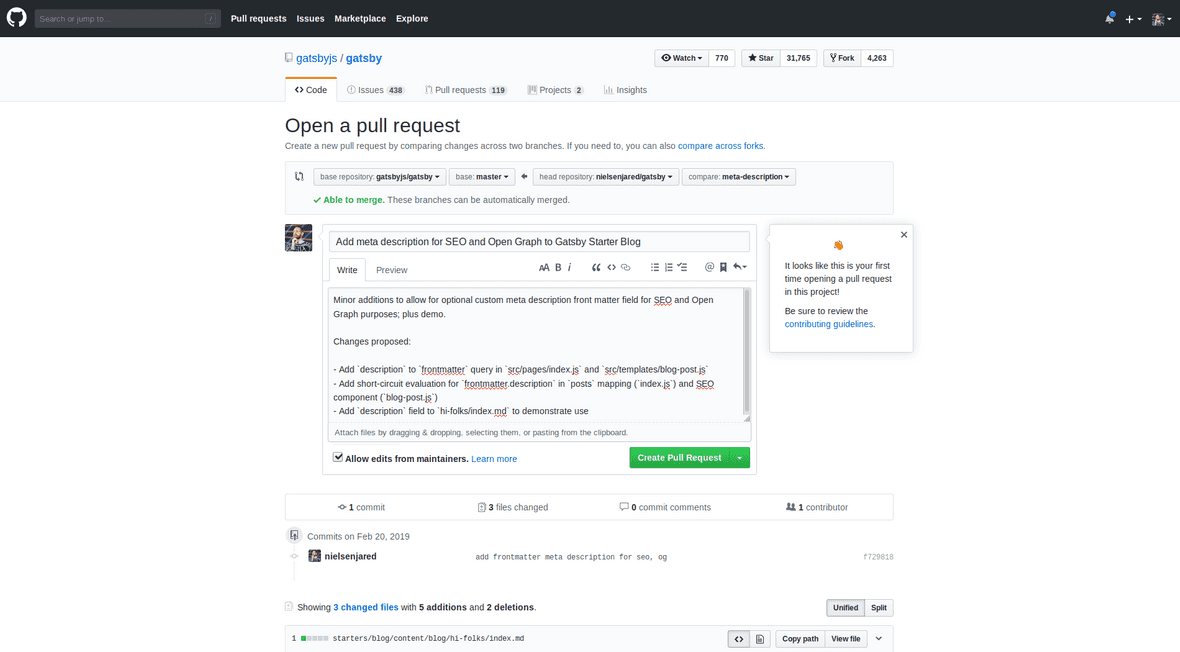 Search or jump to... /
Pull requests Issues Marketplace Explore
gatsbyjs / gatsby
Watch 770 Star 31,765 Fork 4,263
Code Issues 438 Pull requests 119 Projects 2 Insights
Open a pull request
Create a new pull request by comparing changes across two branches. If you need to, you can also compare across forks.
base repository: gatsbyjs/gatsby base: master head repository: nielsenjared/gatsby compare: meta-description
Able to merge. These branches can be automatically merged.
Add meta description for SEO and Open Graph to Gatsby Starter Blog
Write Preview
AA B i
Minor additions to allow for optional custom meta description front matter field for SEO and Open
Graph purposes; plus demo.
Changes proposed:
- Add `description` to `frontmatter` query in `src/pages/index.js` and `src/templates/blog-post.js`
- Add short-circuit evaluation for `frontmatter.description` in `posts` mapping (`index.js`) and SEO
component (`blog-post.js`)
- Add `description` field to `hi-folks/index.md` to demonstrate use
Attach files by dragging & dropping, selecting them, or pasting from the clipboard.
Allow edits from maintainers. Learn more
Create Pull Request
It looks like this is your first
time opening a pull request
in this project!
Be sure to review the
contributing guidelines.
1 commit 3 files changed 0 commit comments 1 contributor
Commits on Feb 20, 2019
nielsenjared add frontmatter meta description for seo, og f729818
Showing 3 changed files with 5 additions and 2 deletions.
Unified Split
1 starters/blog/content/blog/hi-folks/index.md
Copy path View file